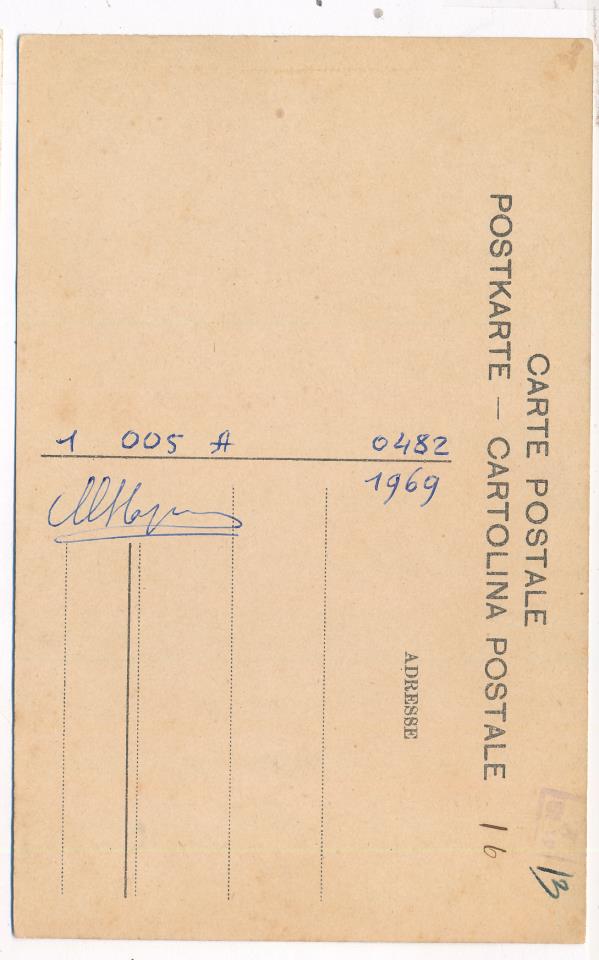 CARTE POSTALE
POSTKARTE — CARTOLINA POSTALE
ADRESSE
1 005 A 0482
1969
16
13